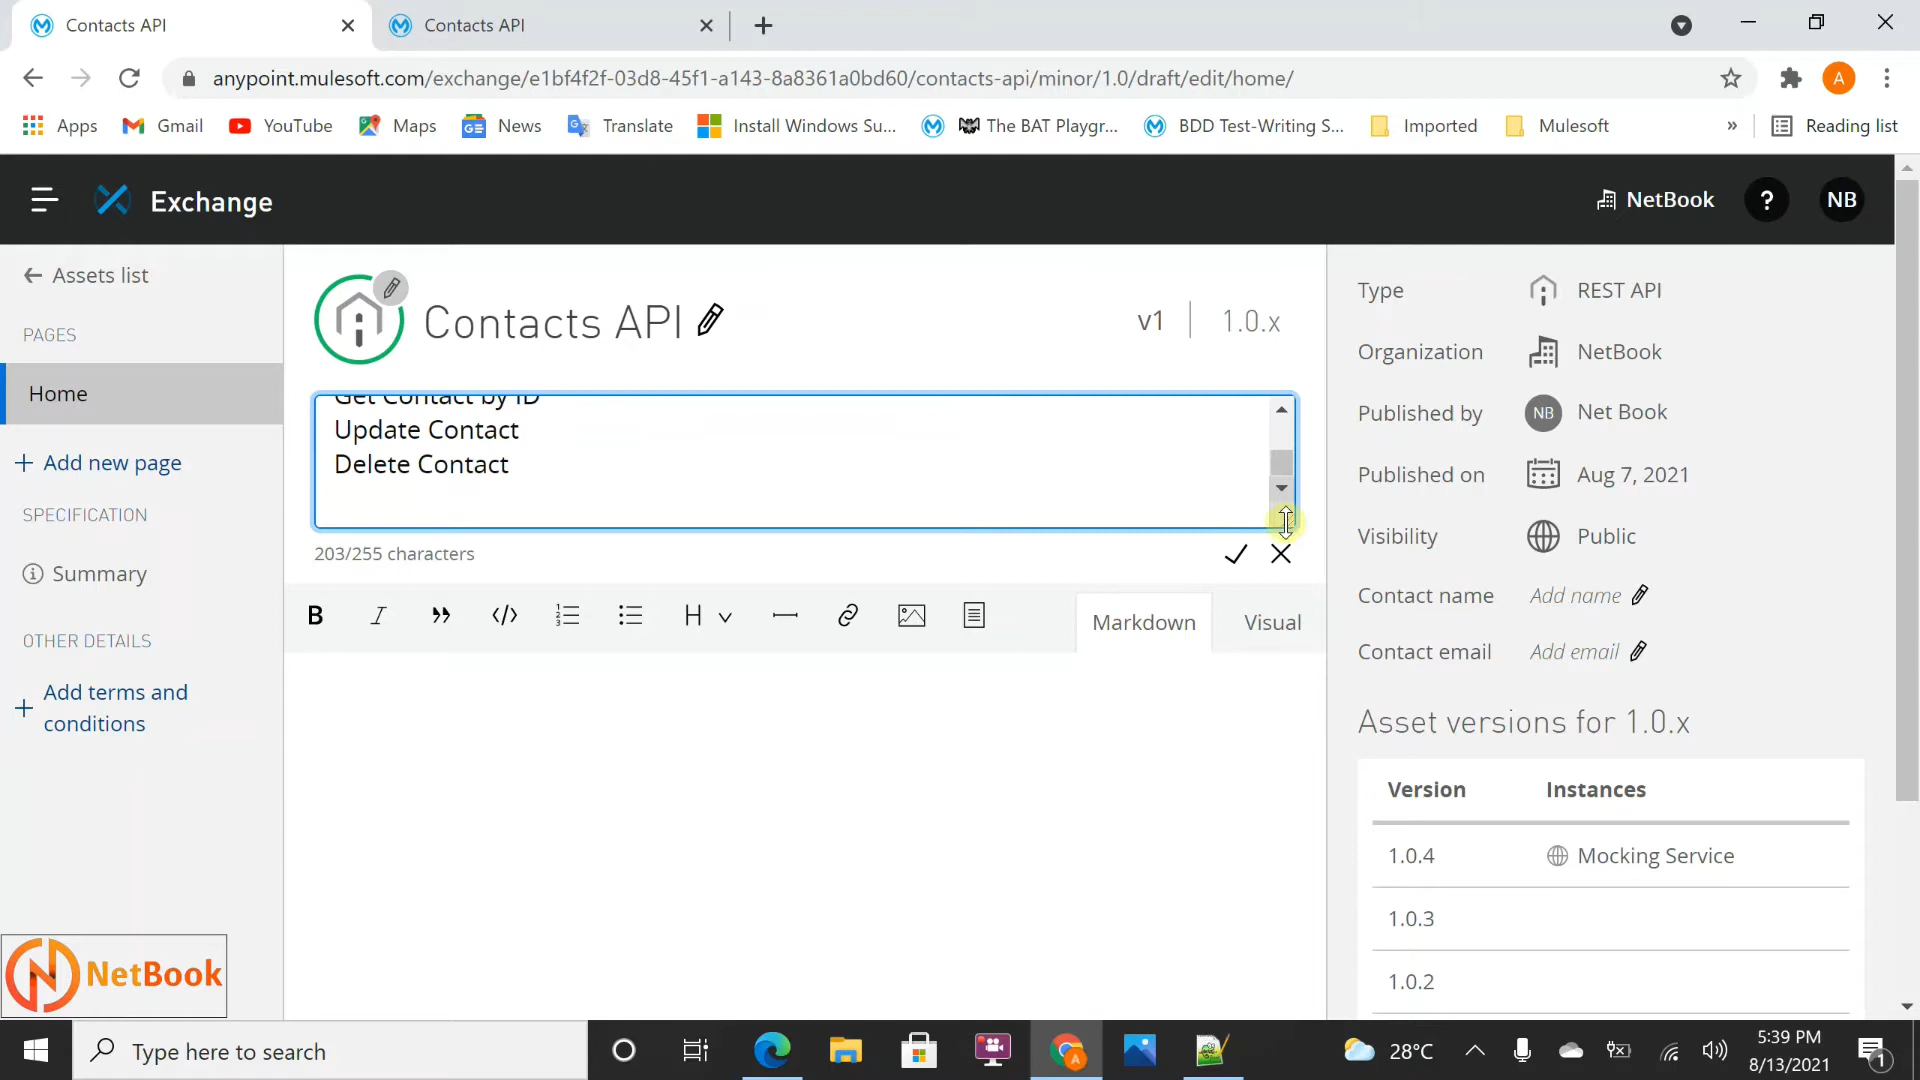 Contacts API
Contacts API
anypoint.mulesoft.com/exchange/e1bf4f2f-03d8-45f1-a143-8a8361a0bd60/contacts-api/minor/1.0/draft/edit/home/
A
Apps
Gmail
YouTube
Maps
News
Translate
Install Windows Su...
The BAT Playgr...
BDD Test-Writing S...
Imported
Mulesoft
»
Reading list
Exchange
NetBook
?
NB
Assets list
PAGES
Home
+ Add new page
SPECIFICATION
Summary
OTHER DETAILS
+ Add terms and
conditions
Contacts API
v1
1.0.x
Get Contact by ID
Update Contact
Delete Contact
203/255 characters
B
I
H
Markdown
Visual
Type
REST API
Organization
NetBook
Published by
NB
Net Book
Published on
Aug 7, 2021
Visibility
Public
Contact name
Add name
Contact email
Add email
Asset versions for 1.0.x
Version
Instances
1.0.4
Mocking Service
1.0.3
1.0.2
NetBook
Type here to search
A
28°C
5:39 PM
8/13/2021
1